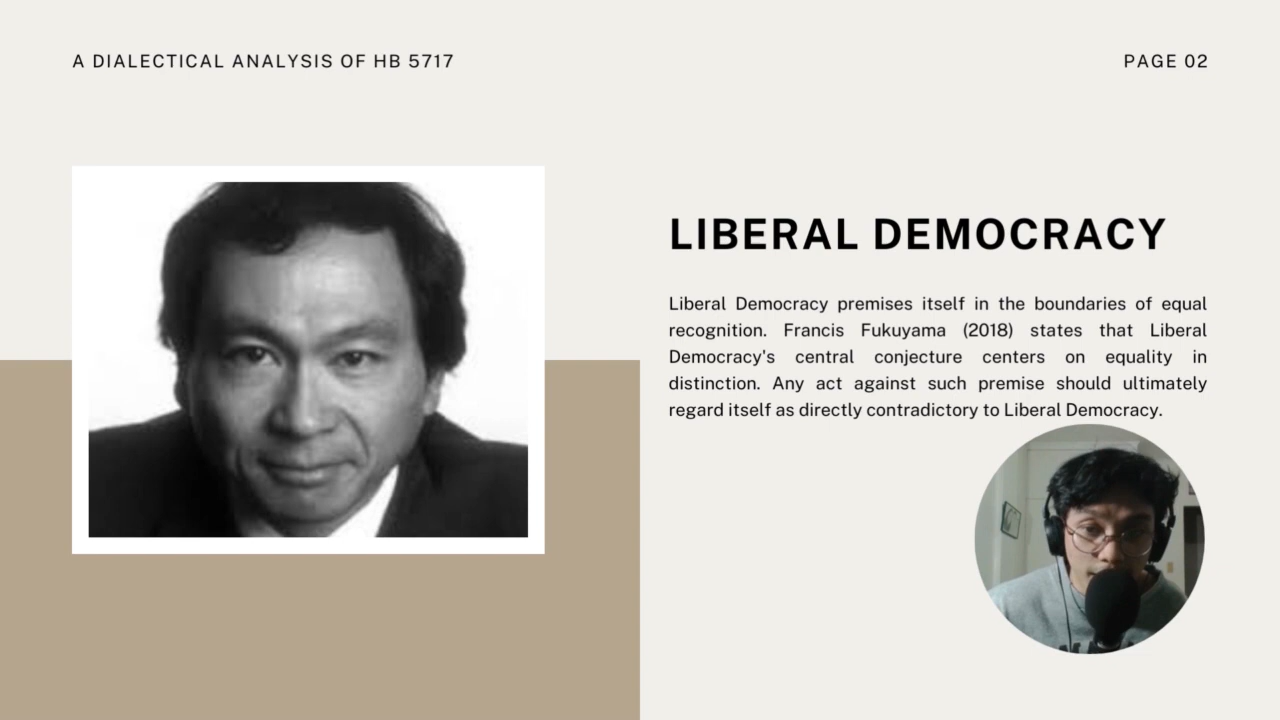 A DIALECTICAL ANALYSIS OF HB 5717
PAGE 02
LIBERAL DEMOCRACY
Liberal Democracy premises itself in the boundaries of equal
recognition. Francis Fukuyama (2018) states that Liberal
Democracy's central conjecture centers on equality in
distinction. Any act against such premise should ultimately
regard itself as directly contradictory to Liberal Democracy.